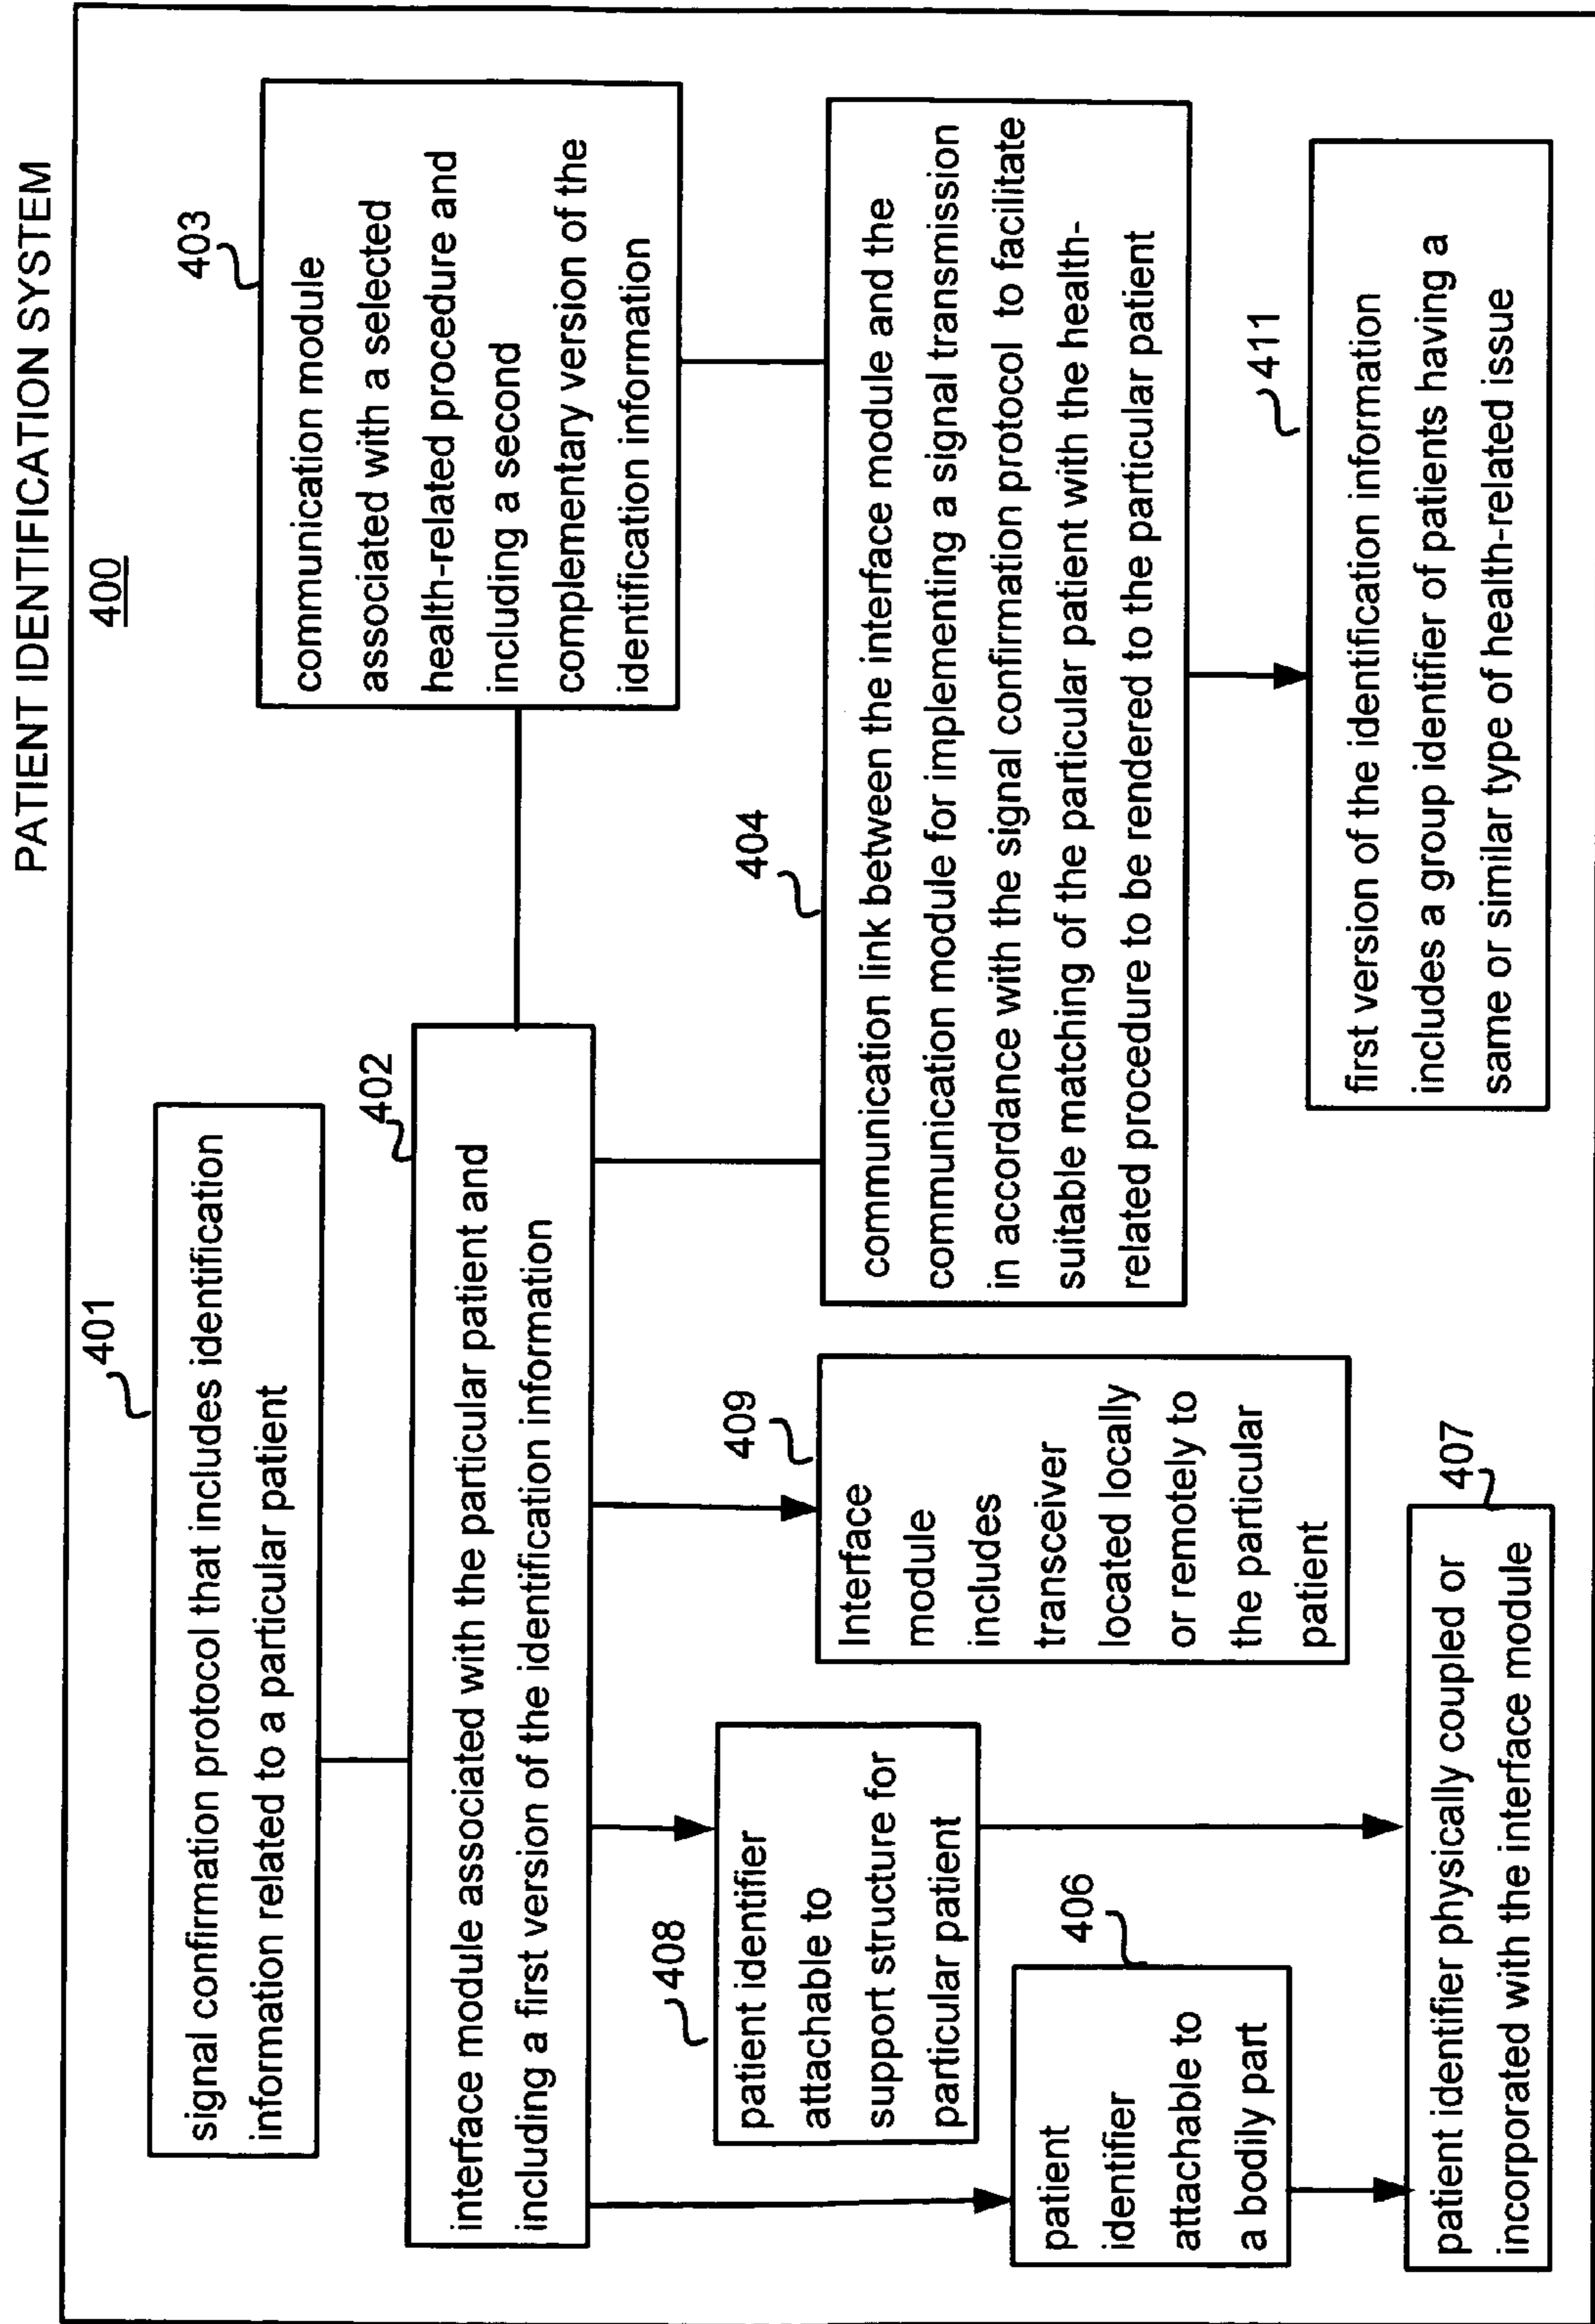 PATIENT IDENTIFICATION SYSTEM
400
401
signal confirmation protocol that includes identification
information related to a particular patient
402
interface module associated with the particular patient and
including a first version of the identification information
403
communication module
associated with a selected
health-related procedure and
including a second
complementary version of the
identification information
404
communication link between the interface module and the
communication module for implementing a signal transmission
in accordance with the signal confirmation protocol to facilitate
suitable matching of the particular patient with the health-
related procedure to be rendered to the particular patient
408
patient identifier
attachable to
support structure for
particular patient
409
Interface
module
includes
transceiver
located locally
or remotely to
the particular
patient
406
patient
identifier
attachable to
a bodily part
407
patient identifier physically coupled or
incorporated with the interface module
411
first version of the identification information
includes a group identifier of patients having a
same or similar type of health-related issue